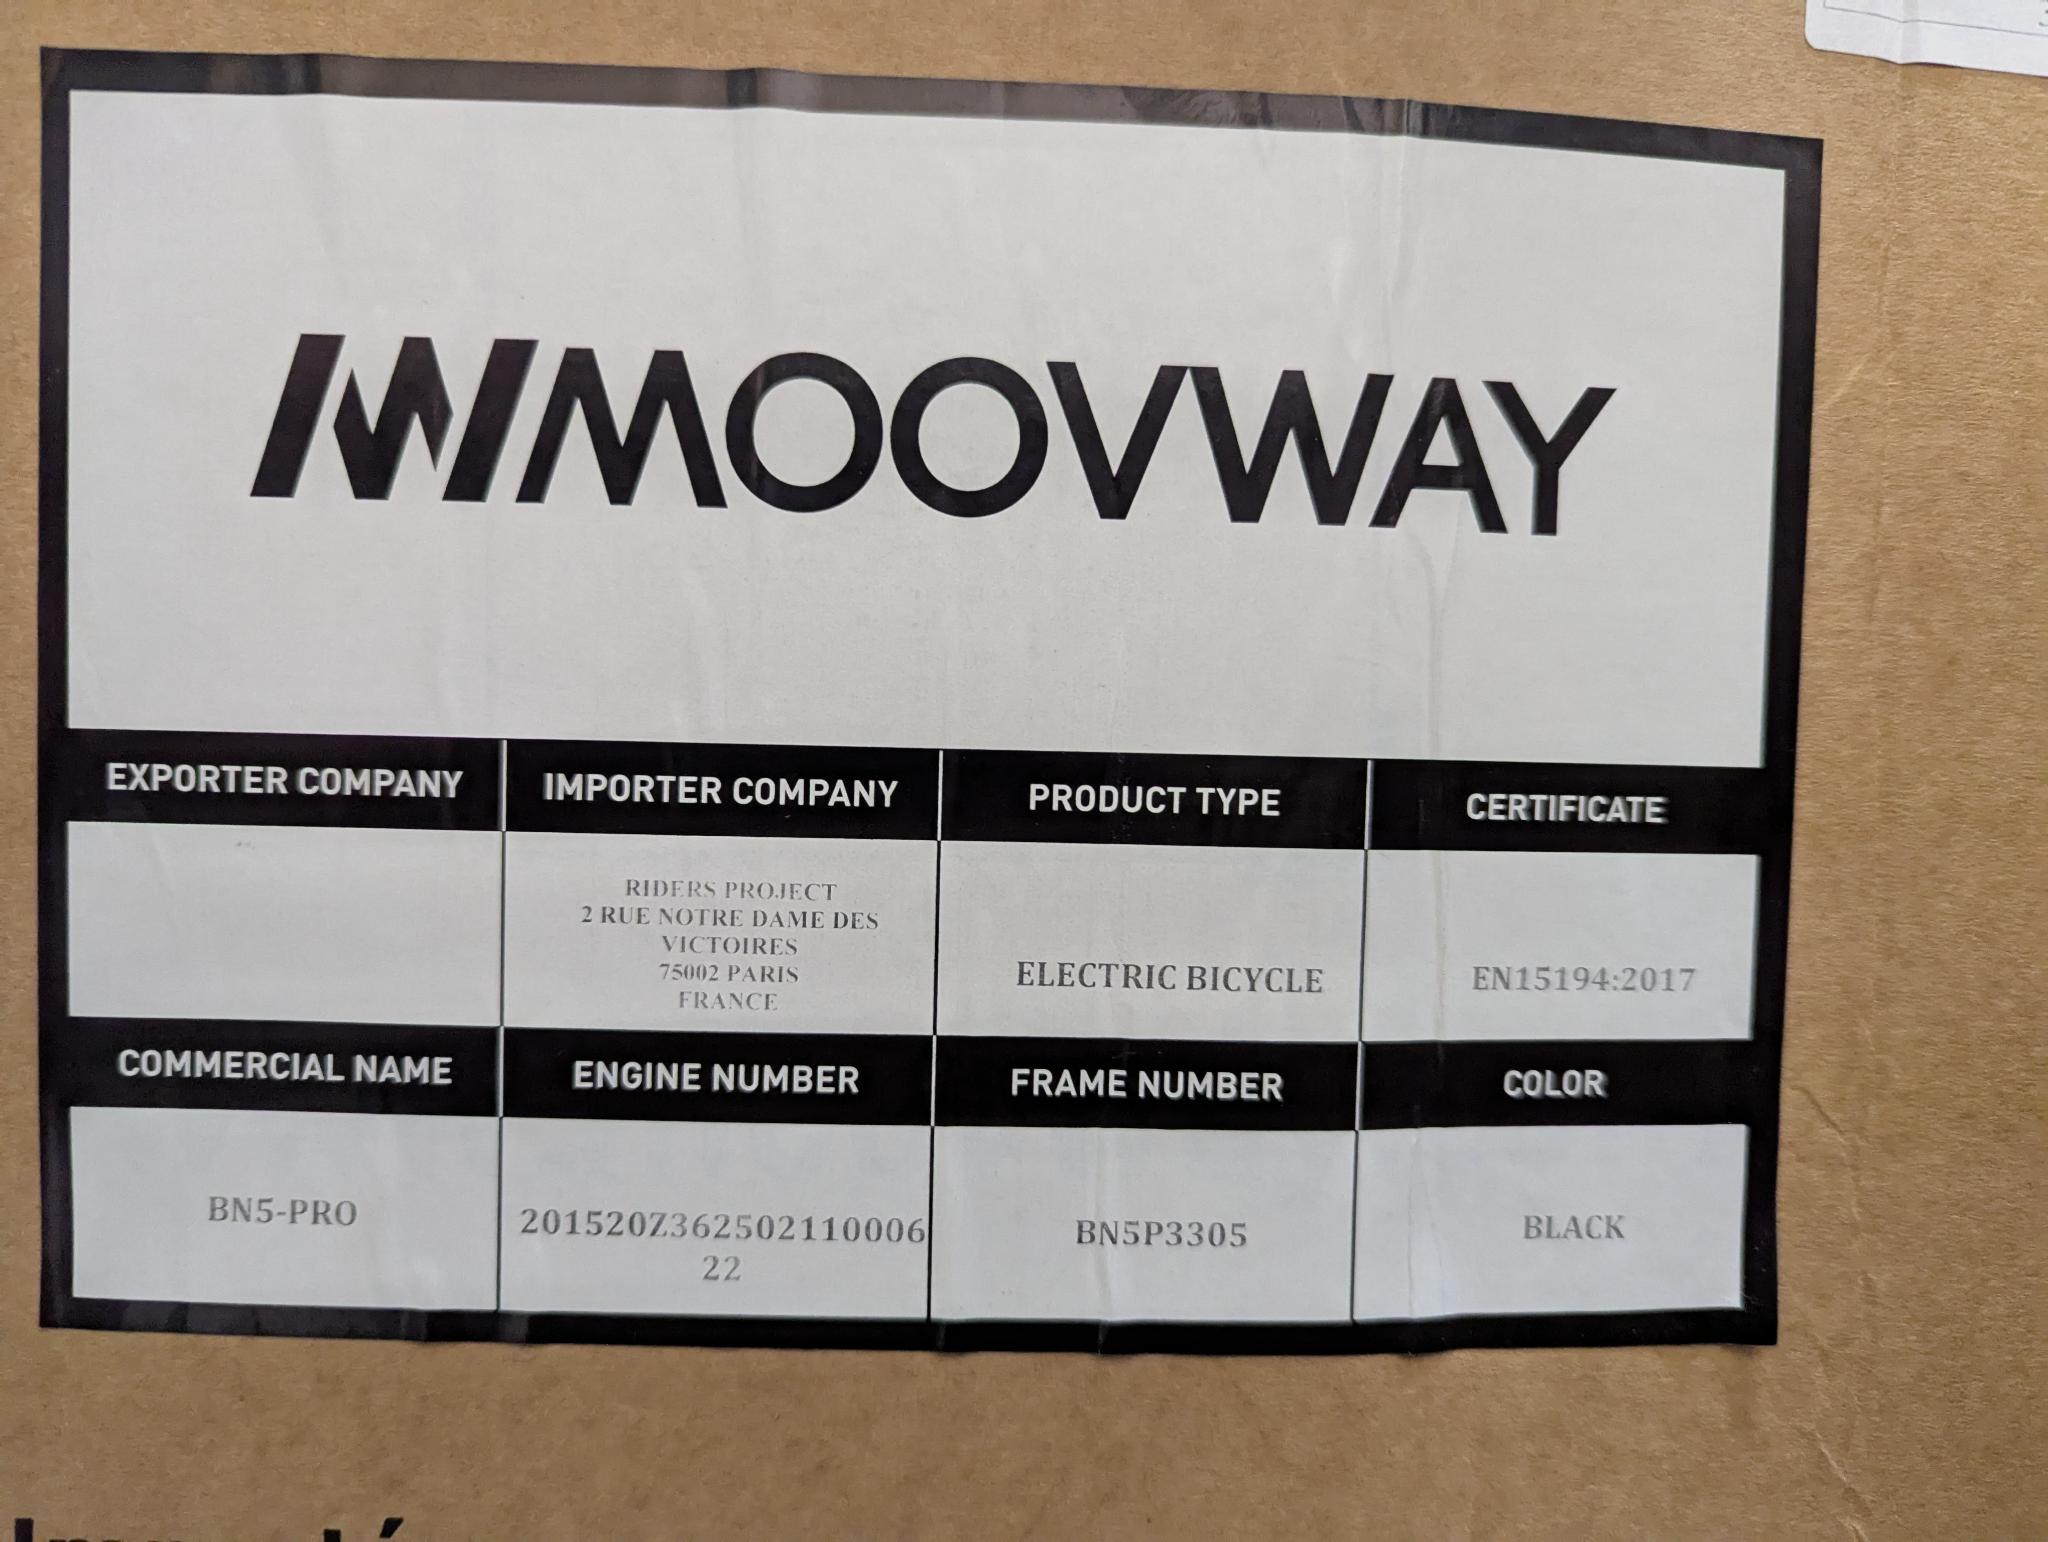 MOOVWAY
EXPORTER COMPANY
IMPORTER COMPANY
PRODUCT TYPE
CERTIFICATE
RIDERS PROJECT
2 RUE NOTRE DAME DES
VICTOIRES
75002 PARIS
FRANCE
ELECTRIC BICYCLE
EN15194:2017
COMMERCIAL NAME
ENGINE NUMBER
FRAME NUMBER
COLOR
BN5-PRO
201520Z362502110006
22
BN5P3305
BLACK